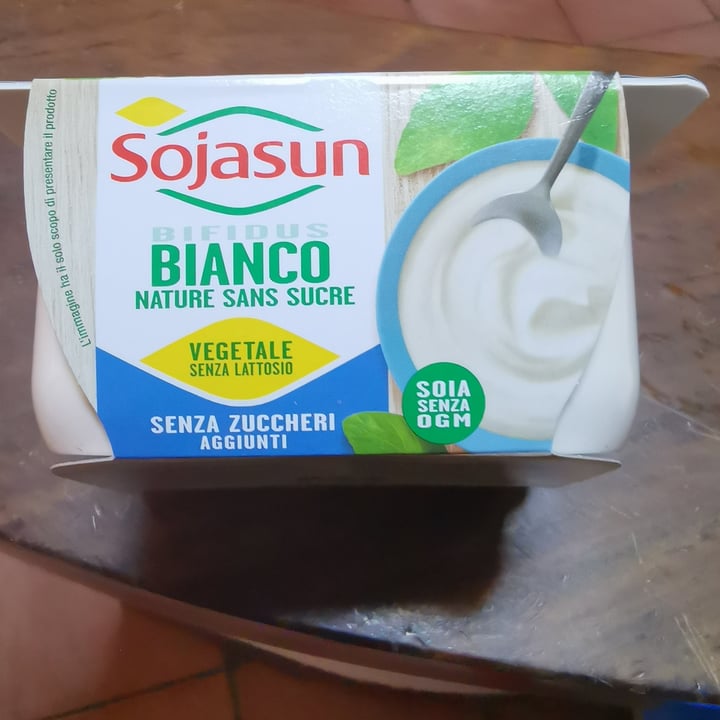 L'immagine ha il solo scopo di presentare il prodotto
Sojasun
BIFIDUS
BIANCO
NATURE SANS SUCRE
VEGETALE
SENZA LATTOSIO
SENZA ZUCCHERI
AGGIUNTI
SOIA
SENZA
OGM